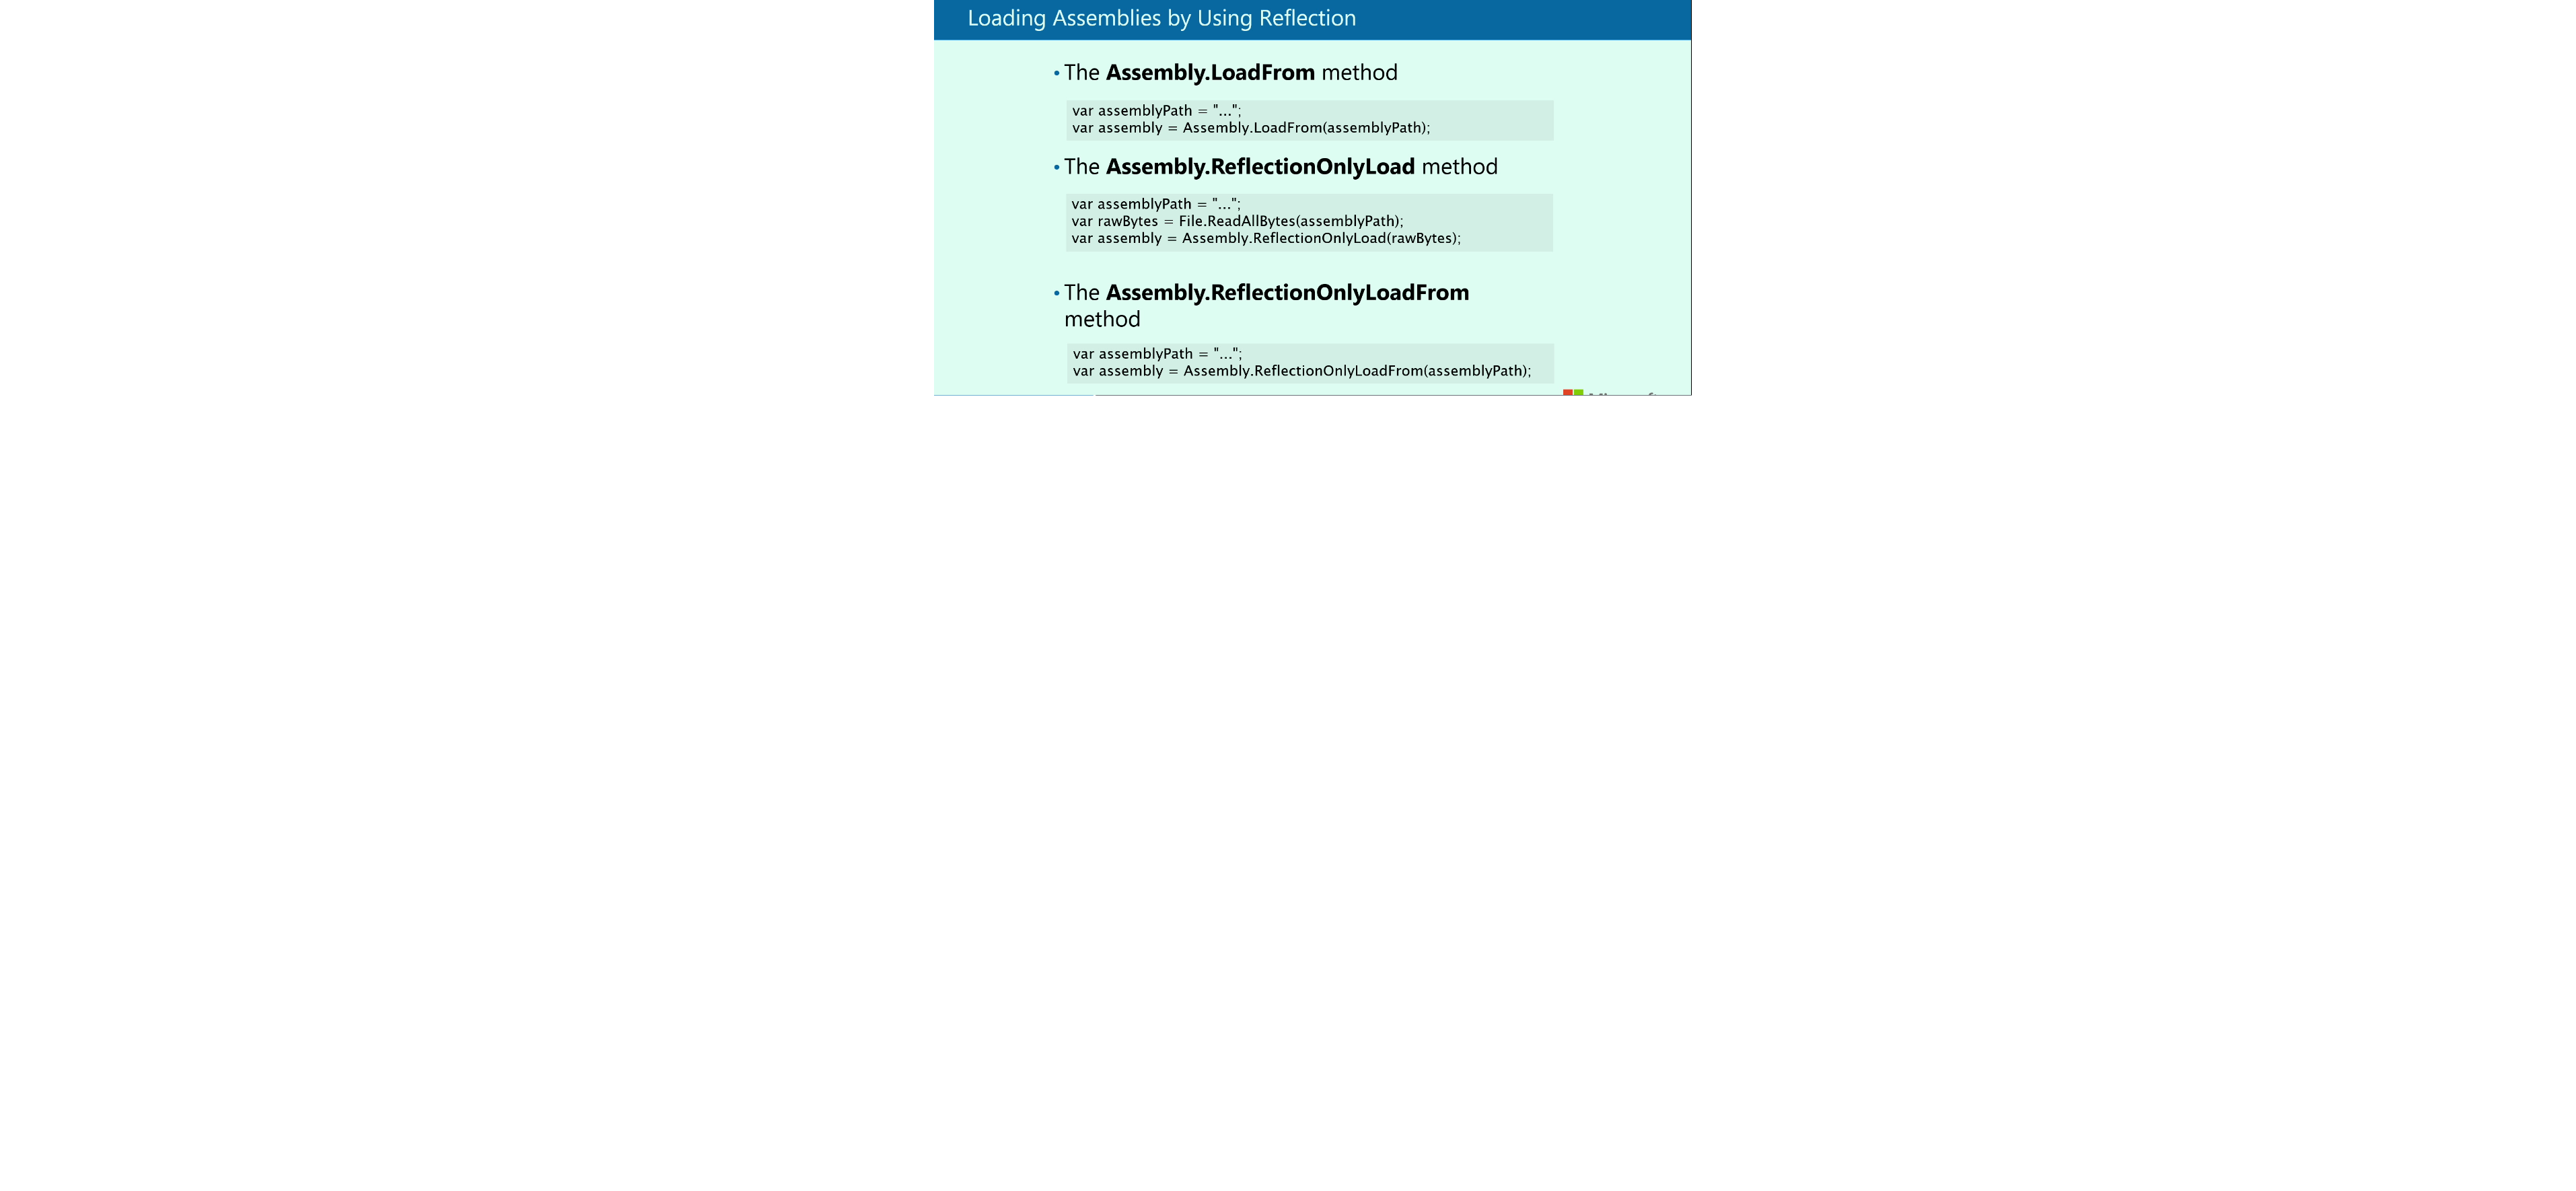 Loading Assemblies by Using Reflection
• The Assembly.LoadFrom method
var assemblyPath = "...";
var assembly = Assembly.LoadFrom(assemblyPath);
• The Assembly.ReflectionOnlyLoad method
var assemblyPath = "...";
var rawBytes = File.ReadAllBytes(assemblyPath);
var assembly = Assembly.ReflectionOnlyLoad(rawBytes);
• The Assembly.ReflectionOnlyLoadFrom
method
var assemblyPath = "...";
var assembly = Assembly.ReflectionOnlyLoadFrom(assemblyPath);